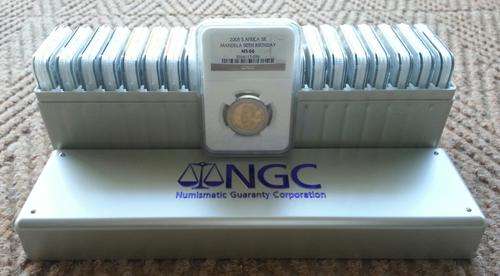 2008 S AFRICA 5R
MANDELA 90TH BIRTHDAY
MS 66
NGC
Numismatic Guaranty Corporation